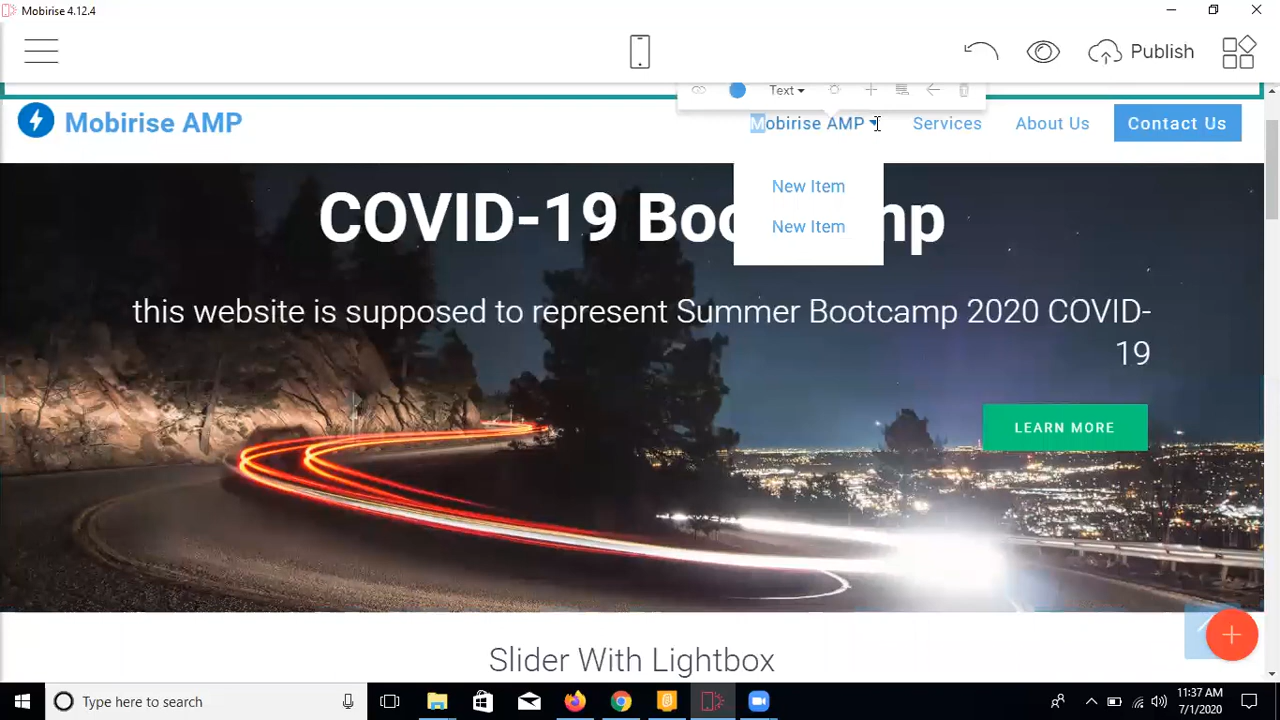 Mobirise 4.12.4
Publish
Text
Mobirise AMP
Mobirise AMP
Services
About Us
Contact Us
New Item
New Item
COVID-19 Bo mp
this website is supposed to represent Summer Bootcamp 2020 COVID-
19
LEARN MORE
Slider With Lightbox
Type here to search
11:37 AM
7/1/2020